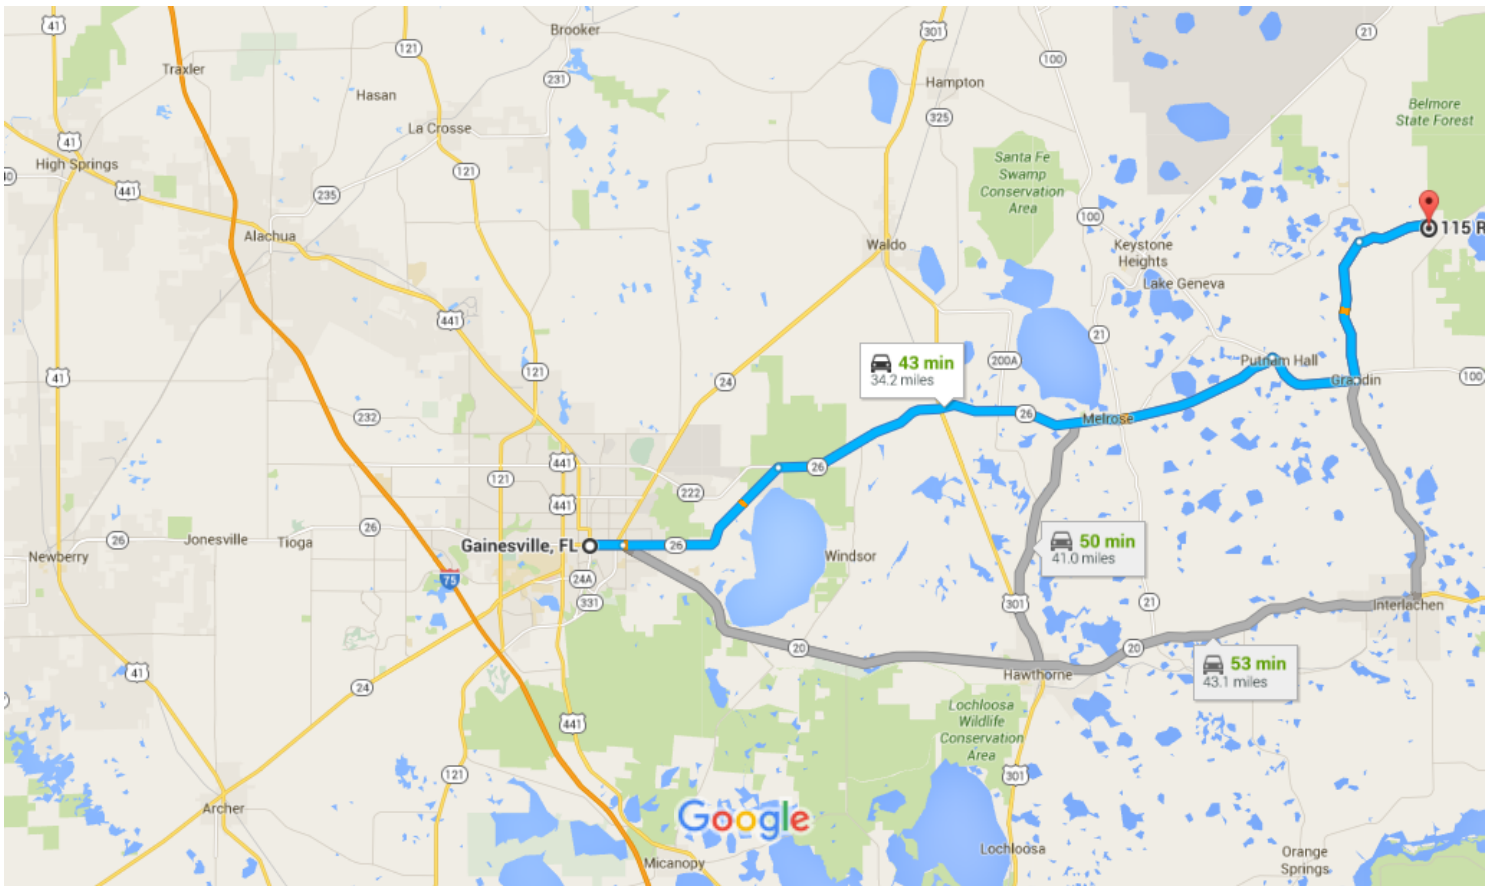 41
121
Brooker
301
21
Traxler
231
100
Hasan
Hampton
325
Belmore
State Forest
La Crosse
41
High Springs
121
Santa Fe
Swamp
Conservation
Area
441
235
100
115 R
Alachua
Waldo
Keystone
Heights
Lake Geneva
441
21
43 min
34.2 miles
200A
Putnam Hall
41
121
24
Grandin
100
232
26
Melrose
441
26
121
222
441
26
Jonesville
Tioga
26
Gainesville, FL
26
50 min
41.0 miles
Newberry
Windsor
75
24A
331
301
21
Interlachen
20
20
53 min
43.1 miles
Hawthorne
41
24
441
Lochloosa
Wildlife
Conservation
Area
121
301
Archer
Google
Lochloosa
Micanopy
Orange
Springs